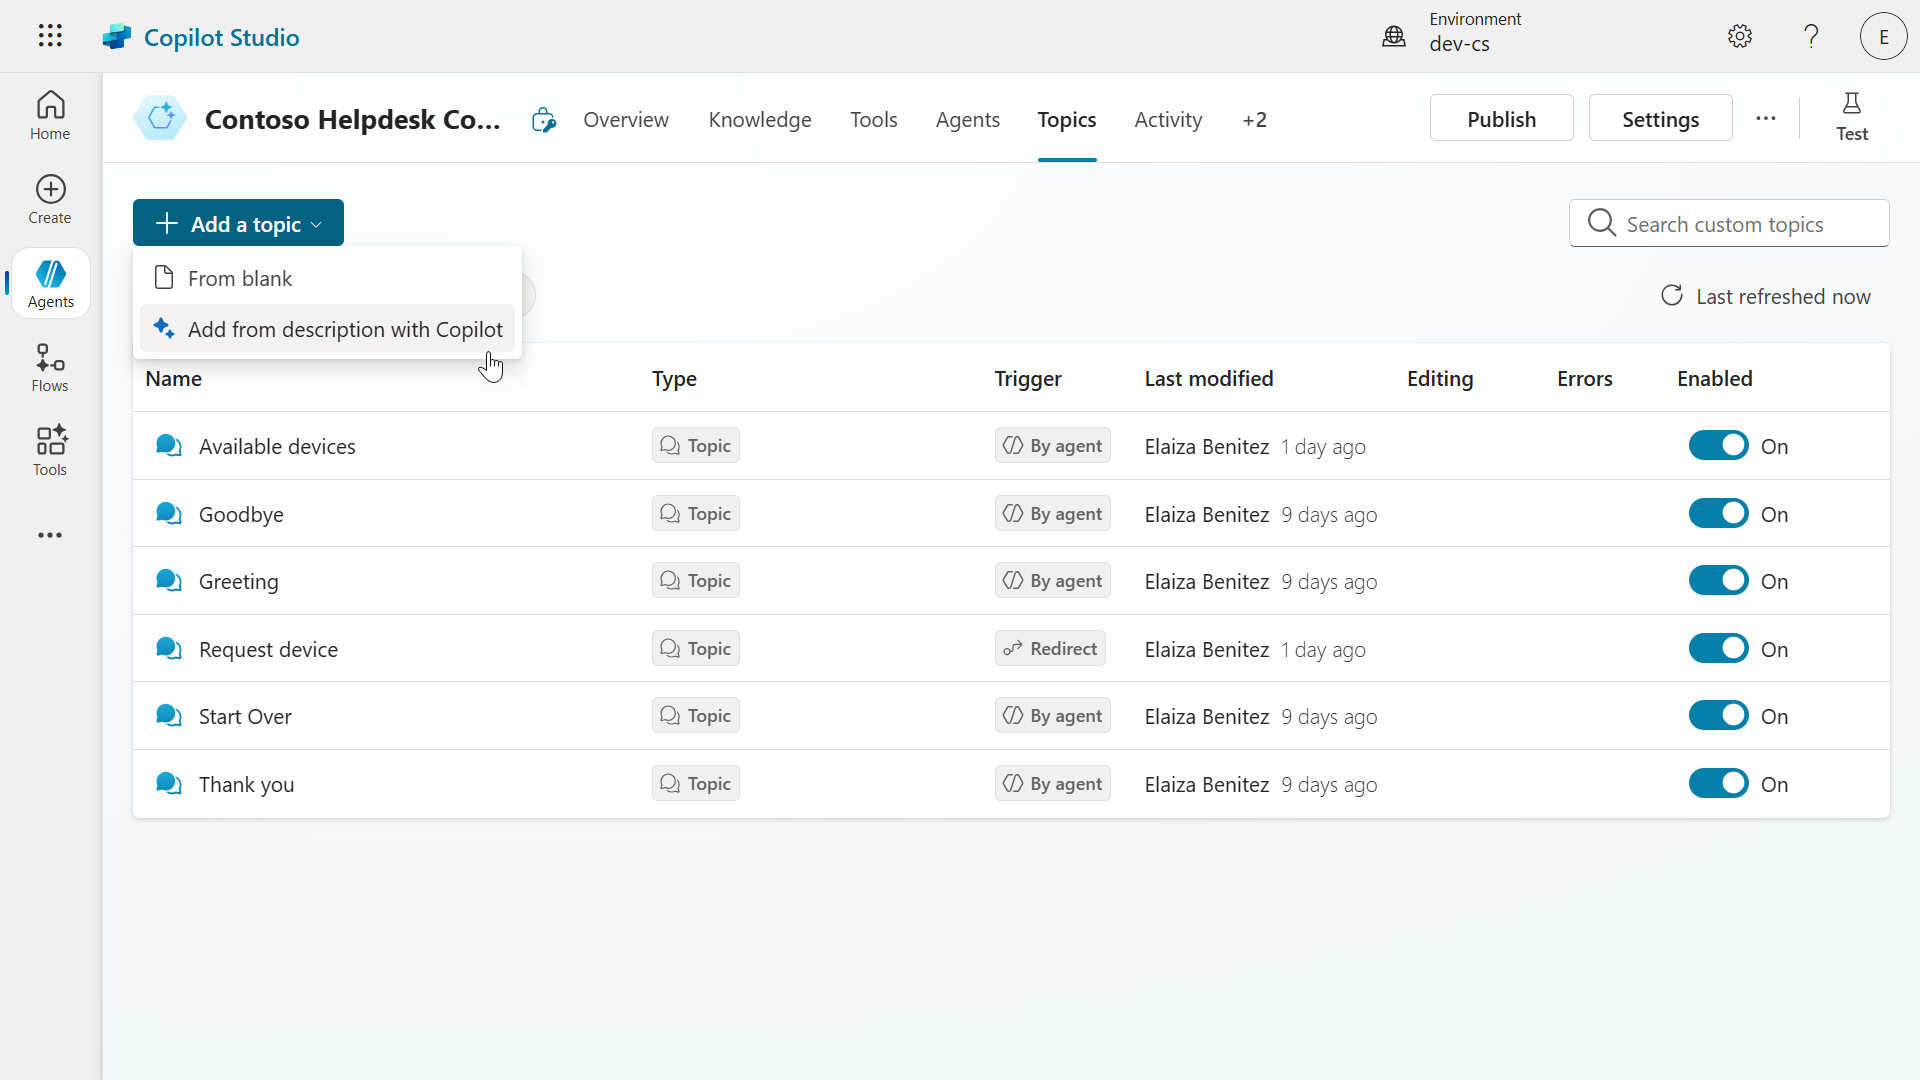 Copilot Studio
Environment
dev-cs
E
Home
Create
Agents
Flows
Tools
Contoso Helpdesk Co...
Overview
Knowledge
Tools
Agents
Topics
Activity
+2
Publish
Settings
Test
Add a topic
Search custom topics
From blank
Add from description with Copilot
Last refreshed now
Name Type Trigger Last modified Editing Errors Enabled
Available devices Topic By agent Elaiza Benitez 1 day ago On
Goodbye Topic By agent Elaiza Benitez 9 days ago On
Greeting Topic By agent Elaiza Benitez 9 days ago On
Request device Topic Redirect Elaiza Benitez 1 day ago On
Start Over Topic By agent Elaiza Benitez 9 days ago On
Thank you Topic By agent Elaiza Benitez 9 days ago On